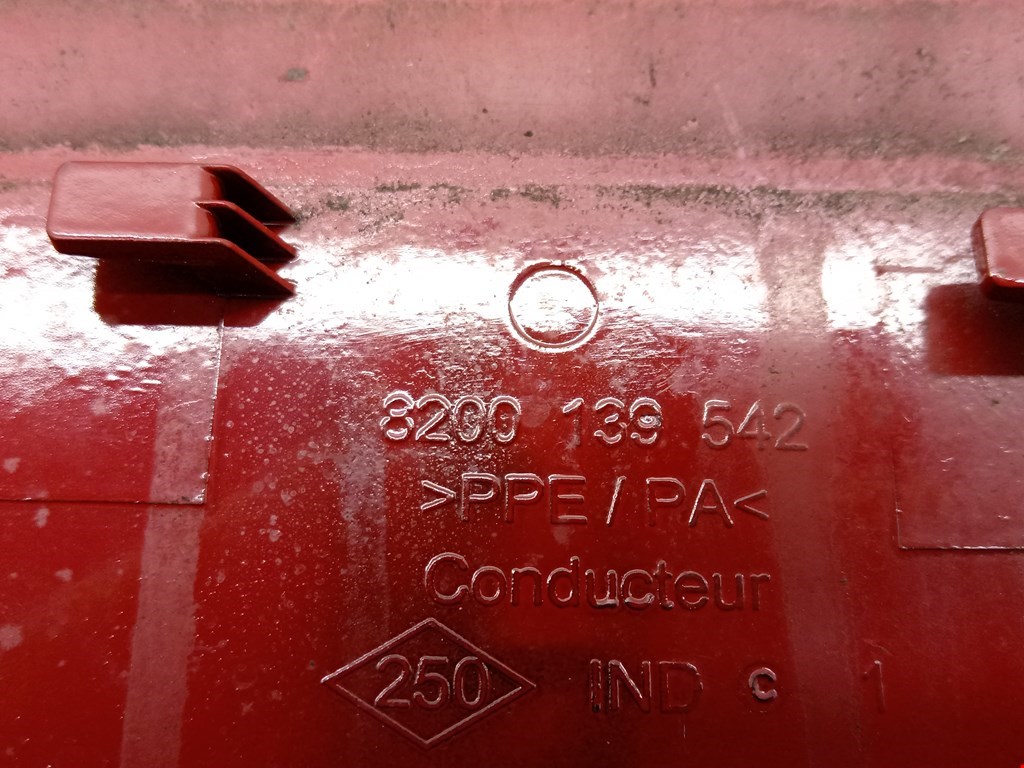 8200 139 542
>PPE / PA<
Conducteur
250 IND c 1